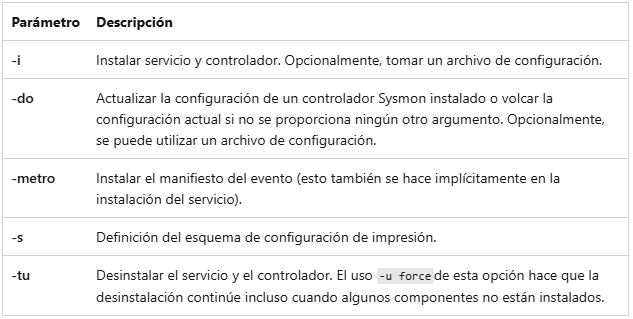 Parámetro Descripción
-i Instalar servicio y controlador. Opcionalmente, tomar un archivo de configuración.
-do Actualizar la configuración de un controlador Sysmon instalado o volcar la
configuración actual si no se proporciona ningún otro argumento. Opcionalmente,
se puede utilizar un archivo de configuración.
-metro Instalar el manifiesto del evento (esto también se hace implícitamente en la
instalación del servicio).
-s Definición del esquema de configuración de impresión.
-tu Desinstalar el servicio y el controlador. El uso -u force de esta opción hace que la
desinstalación continúe incluso cuando algunos componentes no están instalados.